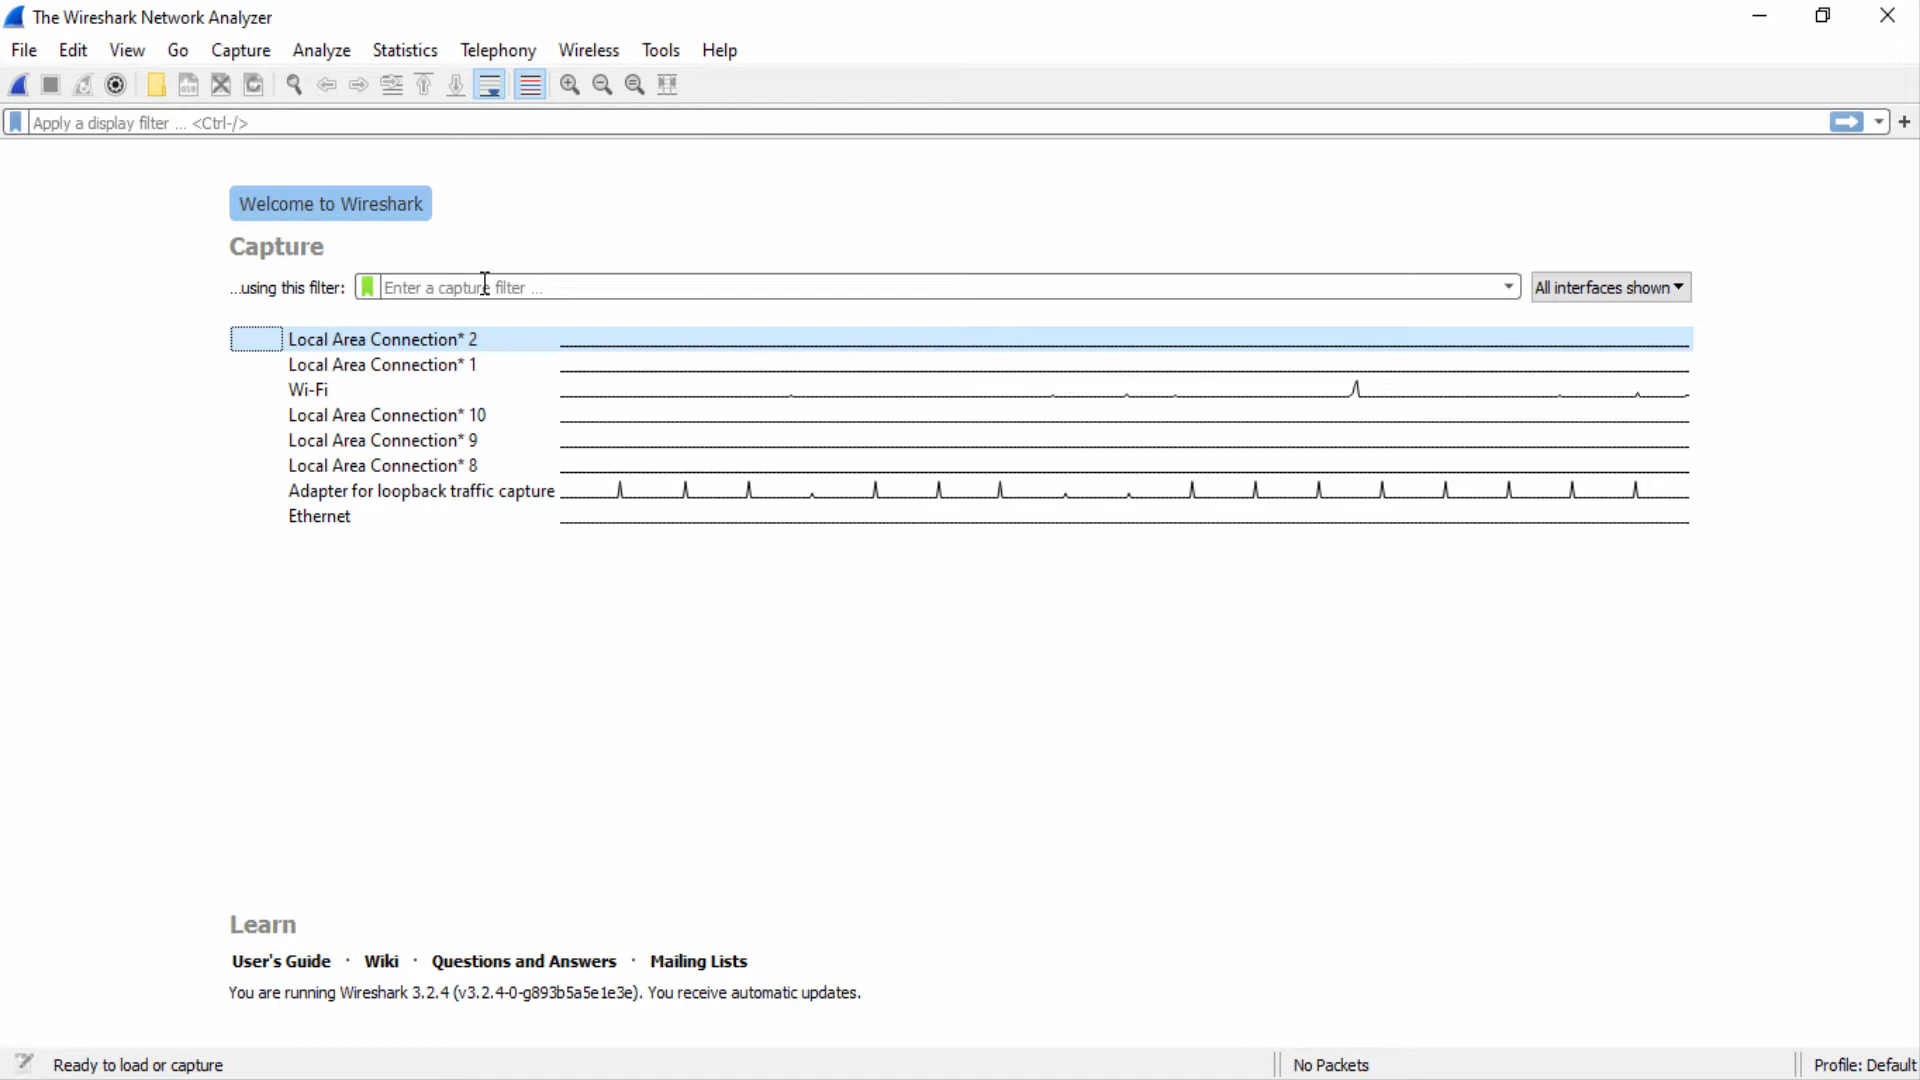 The Wireshark Network Analyzer
File Edit View Go Capture Analyze Statistics Telephony Wireless Tools Help
Apply a display filter ... <Ctrl-/>
Welcome to Wireshark
Capture
...using this filter: Enter a capture filter ... All interfaces shown
Local Area Connection* 2
Local Area Connection* 1
Wi-Fi
Local Area Connection* 10
Local Area Connection* 9
Local Area Connection* 8
Adapter for loopback traffic capture
Ethernet
Learn
User's Guide · Wiki · Questions and Answers · Mailing Lists
You are running Wireshark 3.2.4 (v3.2.4-0-g893b5a5e1e3e). You receive automatic updates.
Ready to load or capture No Packets Profile: Default